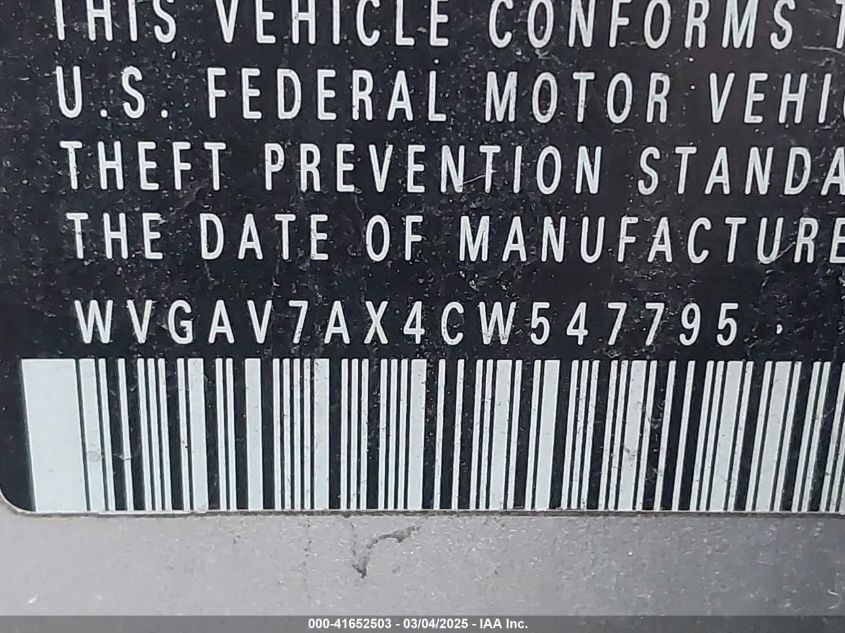 THIS VEHICLE CONFORMS T
U.S. FEDERAL MOTOR VEHIC
THEFT PREVENTION STANDA
THE DATE OF MANUFACTURE
WVGAV7AX4CW547795
000-41652503 - 03/04/2025 - IAA Inc.